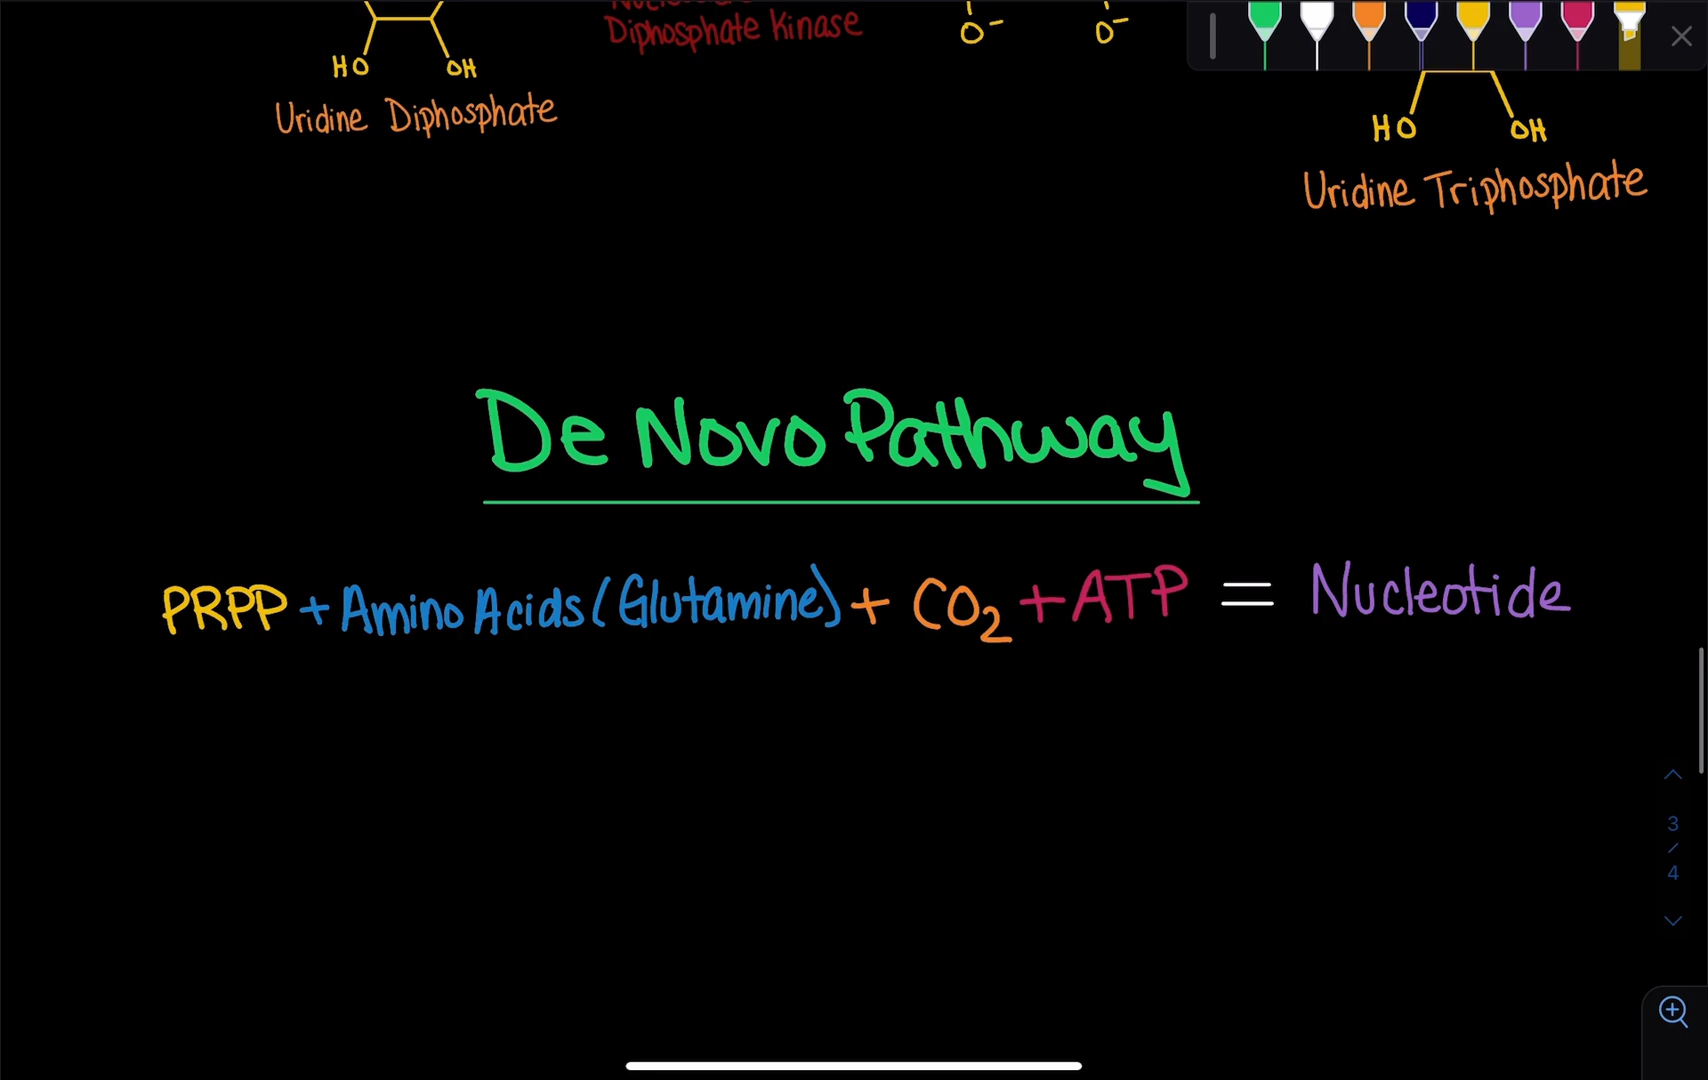 Diphosphate Kinase
O⁻ O⁻
HO OH
HO OH
Uridine Diphosphate
Uridine Triphosphate
De Novo Pathway
PRPP + Amino Acids (Glutamine) + CO₂ + ATP = Nucleotide
3
/
4